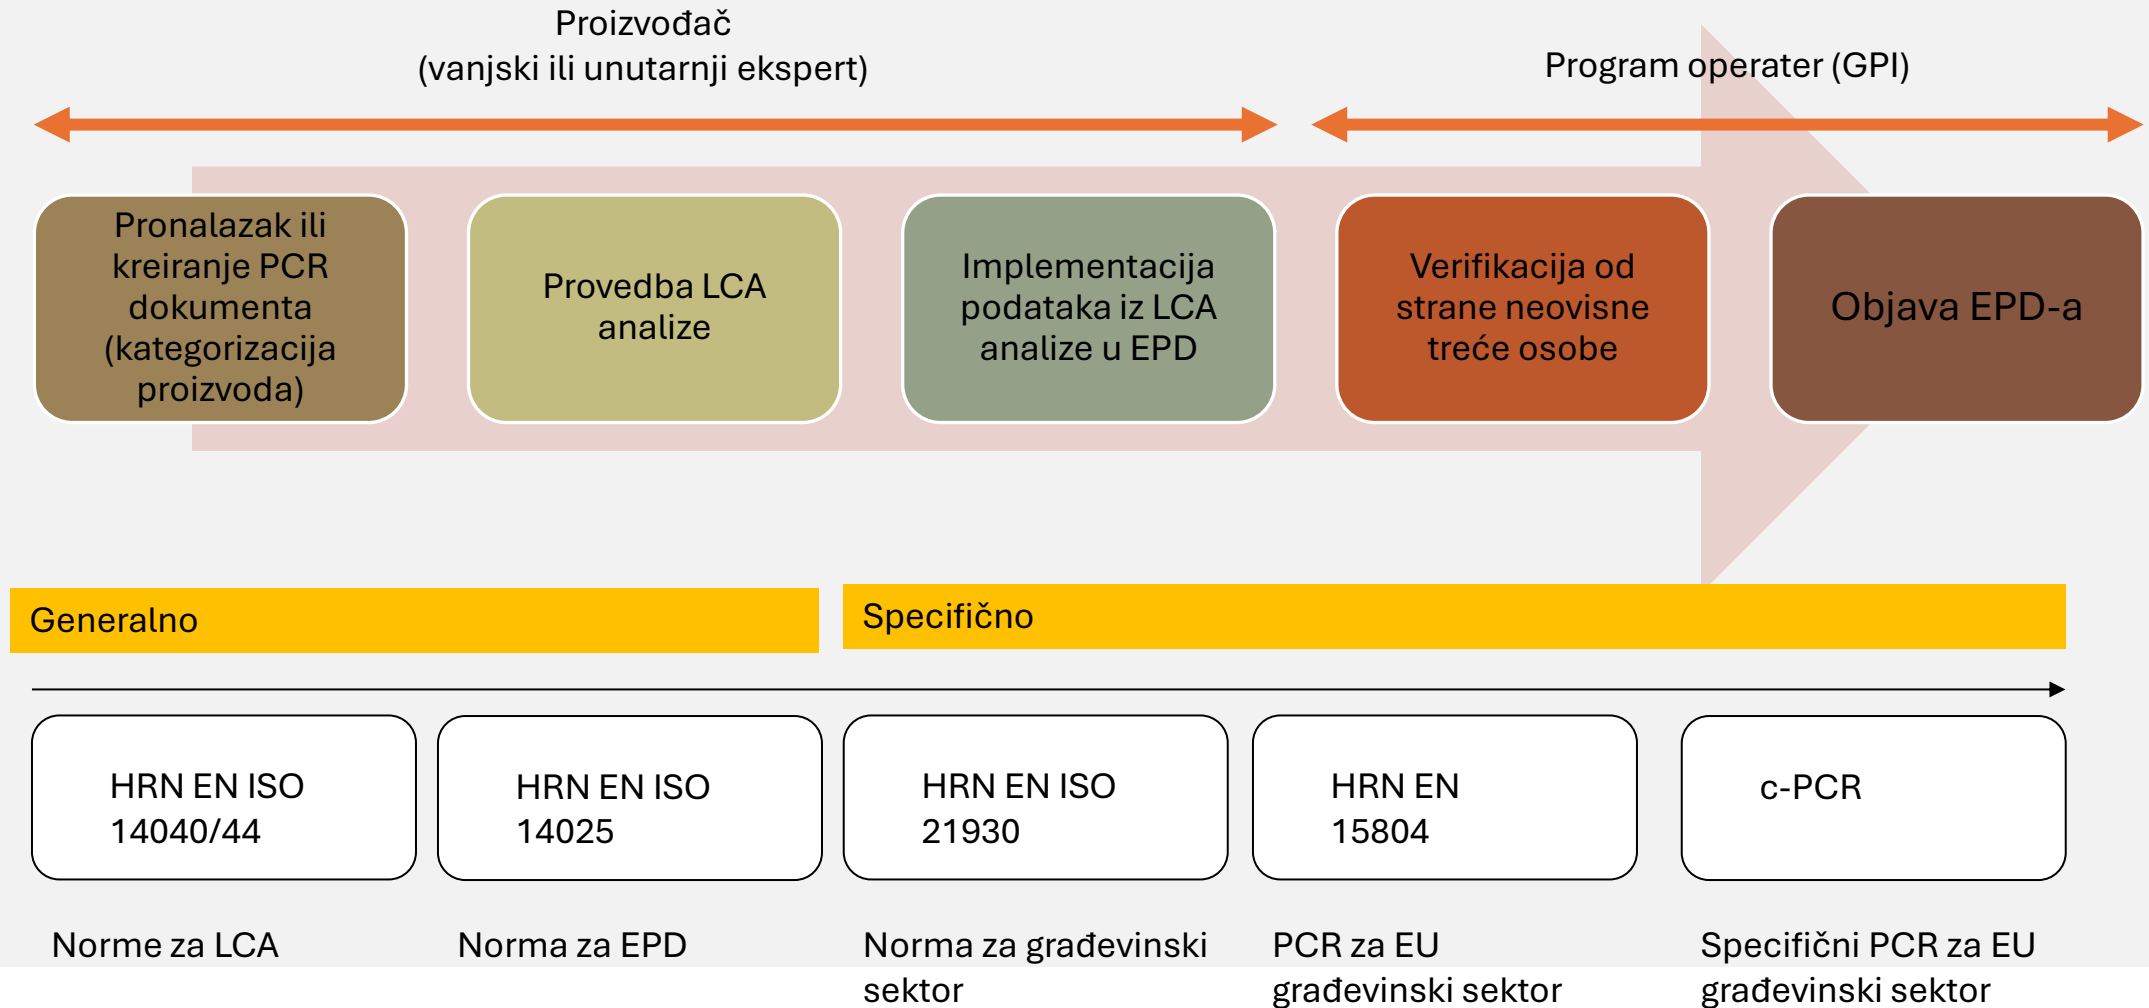 Proizvođač
(vanjski ili unutarnji ekspert)
Program operater (GPI)
Pronalazak ili
kreiranje PCR
dokumenta
(kategorizacija
proizvoda)
Provedba LCA
analize
Implementacija
podataka iz LCA
analize u EPD
Verifikacija od
strane neovisne
treće osobe
Objava EPD-a
Generalno
Specifično
HRN EN ISO
14040/44
HRN EN ISO
14025
HRN EN ISO
21930
HRN EN
15804
c-PCR
Norme za LCA
Norma za EPD
Norma za građevinski
sektor
PCR za EU
građevinski sektor
Specifični PCR za EU
građevinski sektor